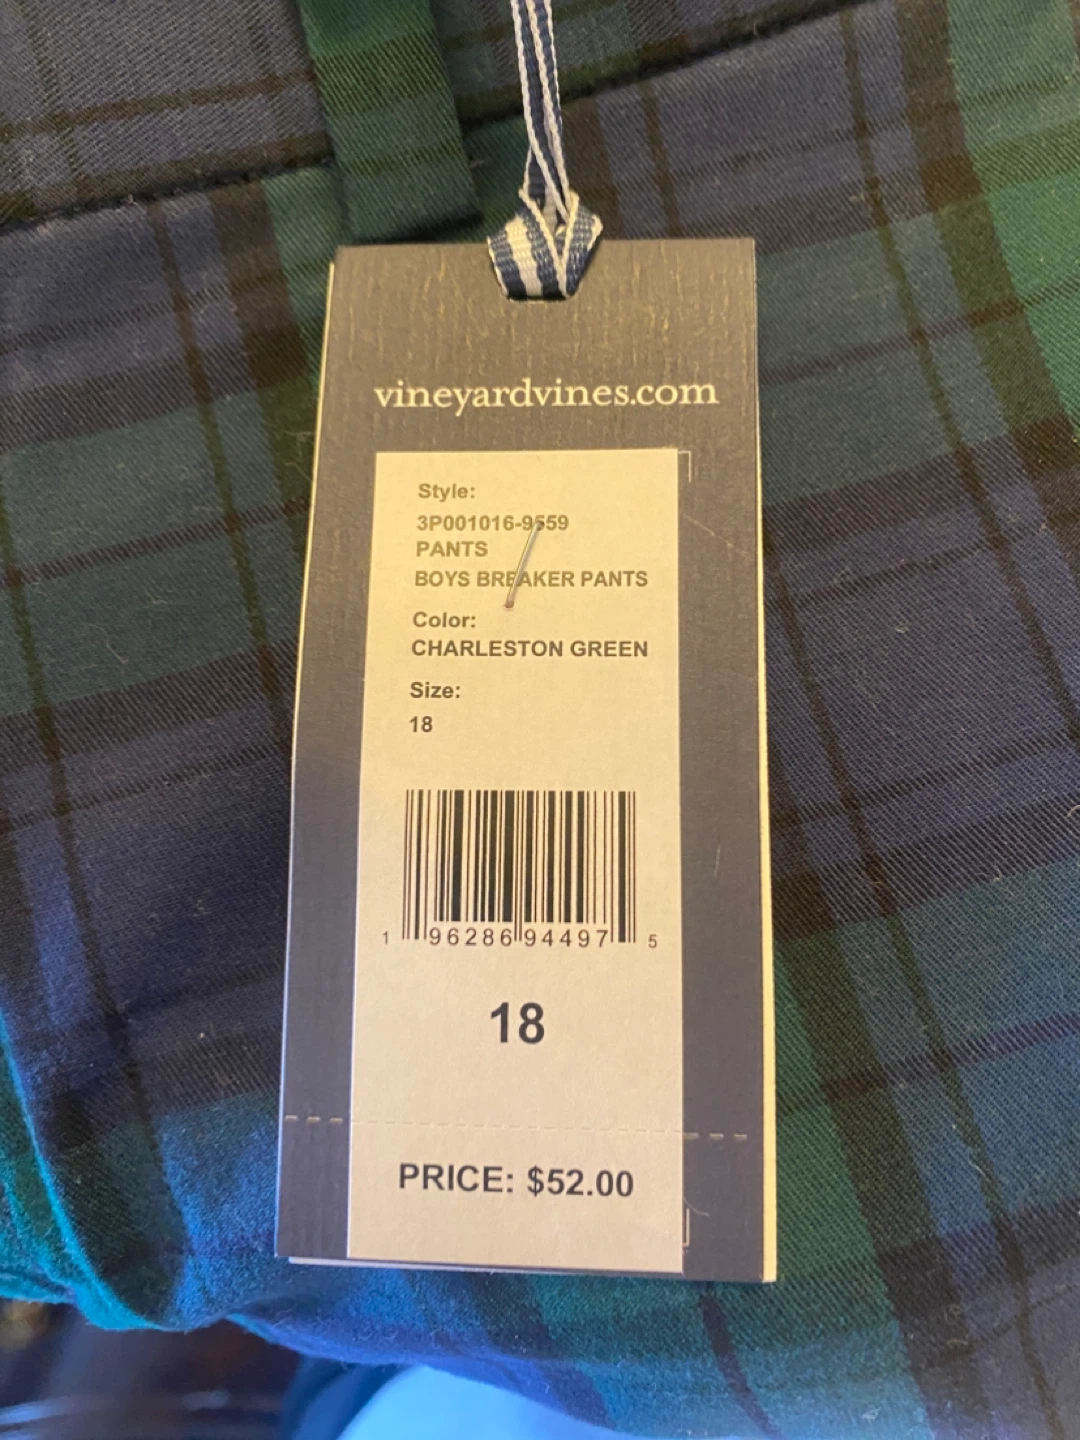 vineyardvines.com
Style:
3P001016-9559
PANTS
BOYS BREAKER PANTS
Color:
CHARLESTON GREEN
Size:
18
1 96286 94497 5
18
PRICE: $52.00